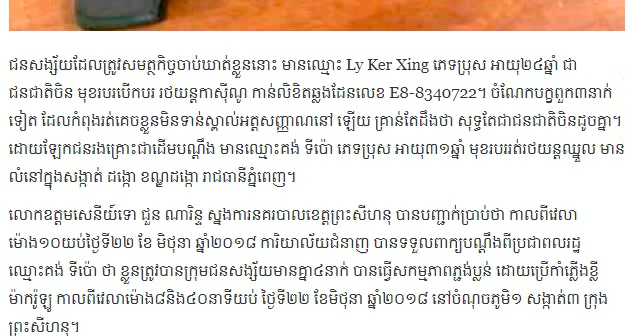 ជនសង្ស័យដែលត្រូវសមត្ថកិច្ចចាប់ឃាត់ខ្លួននោះ មានឈ្មោះ Ly Ker Xing ភេទប្រុស អាយុ២៤ឆ្នាំ ជា
ជនជាតិចិន មុខរបរបើកបរ រថយន្តកាស៊ីណូ កាន់លិខិតឆ្លងដែនលេខ E8-8340722។ ចំណែកបក្ខពួក៣នាក់
ទៀត ដែលកំពុងរត់គេចខ្លួនមិនទាន់ស្គាល់អត្តសញ្ញាណនៅ ឡើយ គ្រាន់តែដឹងថា សុទ្ធតែជាជនជាតិចិនដូចគ្នា។
ដោយឡែកជនរងគ្រោះជាដើមបណ្តឹង មានឈ្មោះគង់ ទីប៉ោ ភេទប្រុស អាយុ៣១ឆ្នាំ មុខរបររត់រថយន្តឈ្នួល មាន
លំនៅក្នុងសង្កាត់ ដង្កោ ខណ្ឌដង្កោ រាជធានីភ្នំពេញ។
លោកឧត្តមសេនីយ៍ទោ ជួន ណារិន្ទ ស្នងការនគរបាលខេត្តព្រះសីហនុ បានបញ្ជាក់ប្រាប់ថា កាលពីវេលា
ម៉ោង១០យប់ថ្ងៃទី២២ ខែ មិថុនា ឆ្នាំ២០១៨ ការិយាល័យជំនាញ បានទទួលពាក្យបណ្តឹងពីប្រជាពលរដ្ឋ
ឈ្មោះគង់ ទីប៉ោ ថា ខ្លួនត្រូវបានក្រុមជនសង្ស័យមានគ្នា៤នាក់ បានធ្វើសកម្មភាពភ្ជង់ប្លន់ ដោយប្រើកាំភ្លើងខ្លី
ម៉ាករ៉ូឡូ កាលពីវេលាម៉ោង៨និង៤០នាទីយប់ ថ្ងៃទី២២ ខែមិថុនា ឆ្នាំ២០១៨ នៅចំណុចភូមិ១ សង្កាត់៣ ក្រុង
ព្រះសីហនុ។